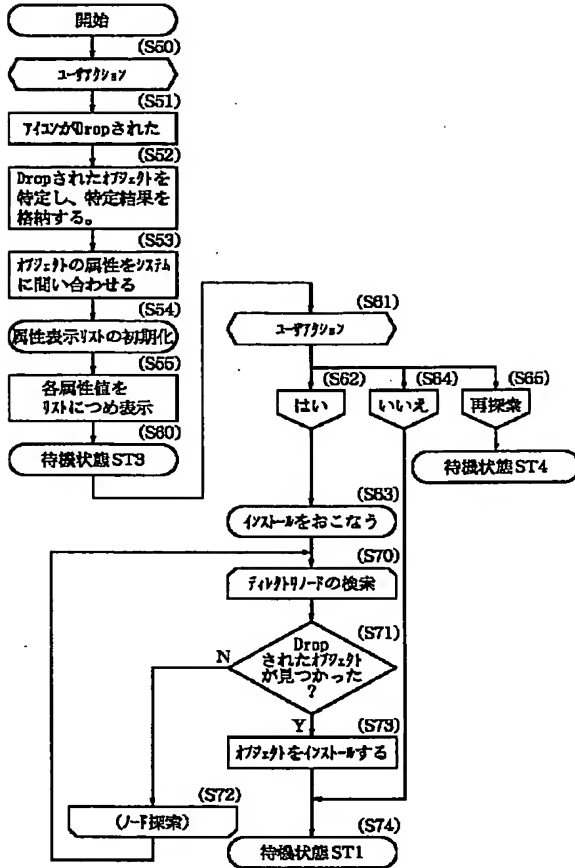 開始
(S50)
ユーザアクション
(S51)
アイコンがDropされた
(S52)
Dropされたオブジェクトを
特定し、特定結果を
格納する。
(S53)
オブジェクトの属性をシステム
に問い合わせる
(S54)
属性表示リストの初期化
(S55)
各属性値を
リストにつめ表示
(S60)
待機状態ST3
(S61)
ユーザアクション
(S62)
はい
(S64)
いいえ
(S65)
再探索
待機状態ST4
(S63)
インストールをおこなう
(S70)
ディレクトリノードの検索
(S71)
Drop
されたオブジェクト
が見つかった
?
N
Y
(S73)
オブジェクトをインストールする
(S72)
(ノード探索)
(S74)
待機状態ST1